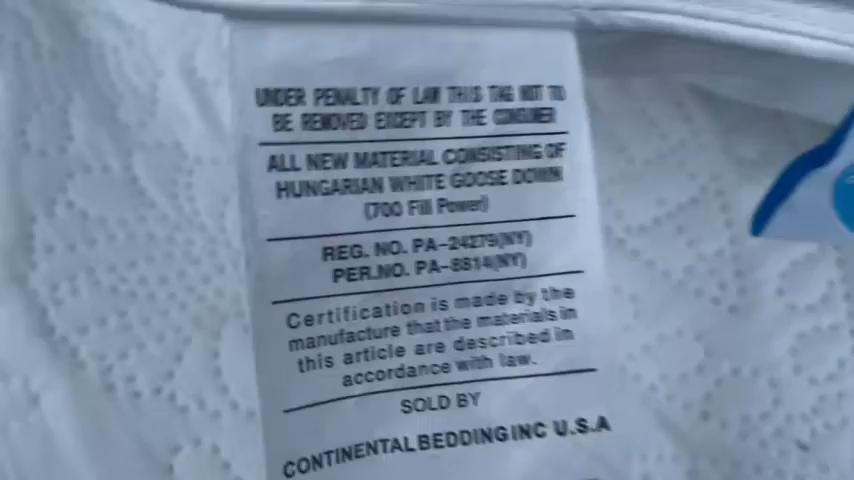 UNDER PENALTY OF LAW THIS TAG NOT TO
BE REMOVED EXCEPT BY THE CONSUMER
ALL NEW MATERIAL CONSISTING OF
HUNGARIAN WHITE GOOSE DOWN
(700 Fill Power)
REG. NO. PA-24279(NY)
PER.NO. PA-8814(NY)
Certification is made by the
manufacture that the materials in
this article are described in
accordance with law.
SOLD BY
CONTINENTAL BEDDING INC U.S.A